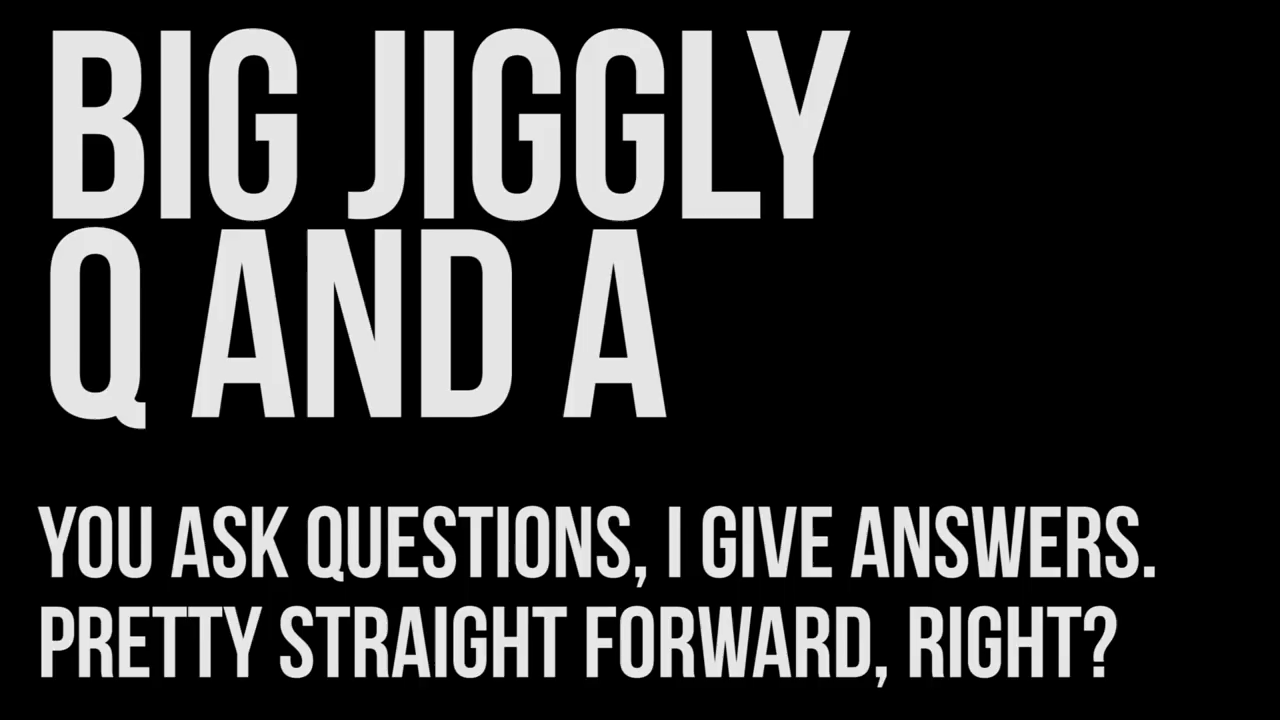 BIG JIGGLY
Q AND A
YOU ASK QUESTIONS, I GIVE ANSWERS.
PRETTY STRAIGHT FORWARD, RIGHT?